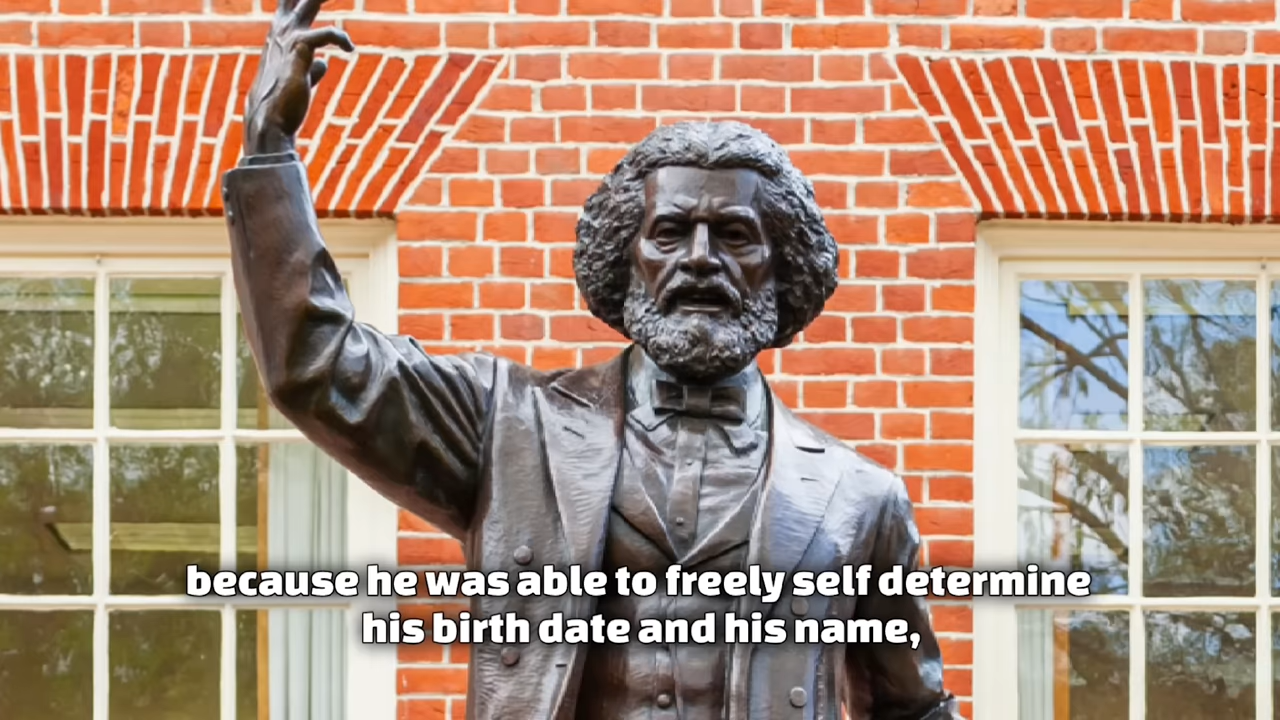 because he was able to freely self determine
his birth date and his name,